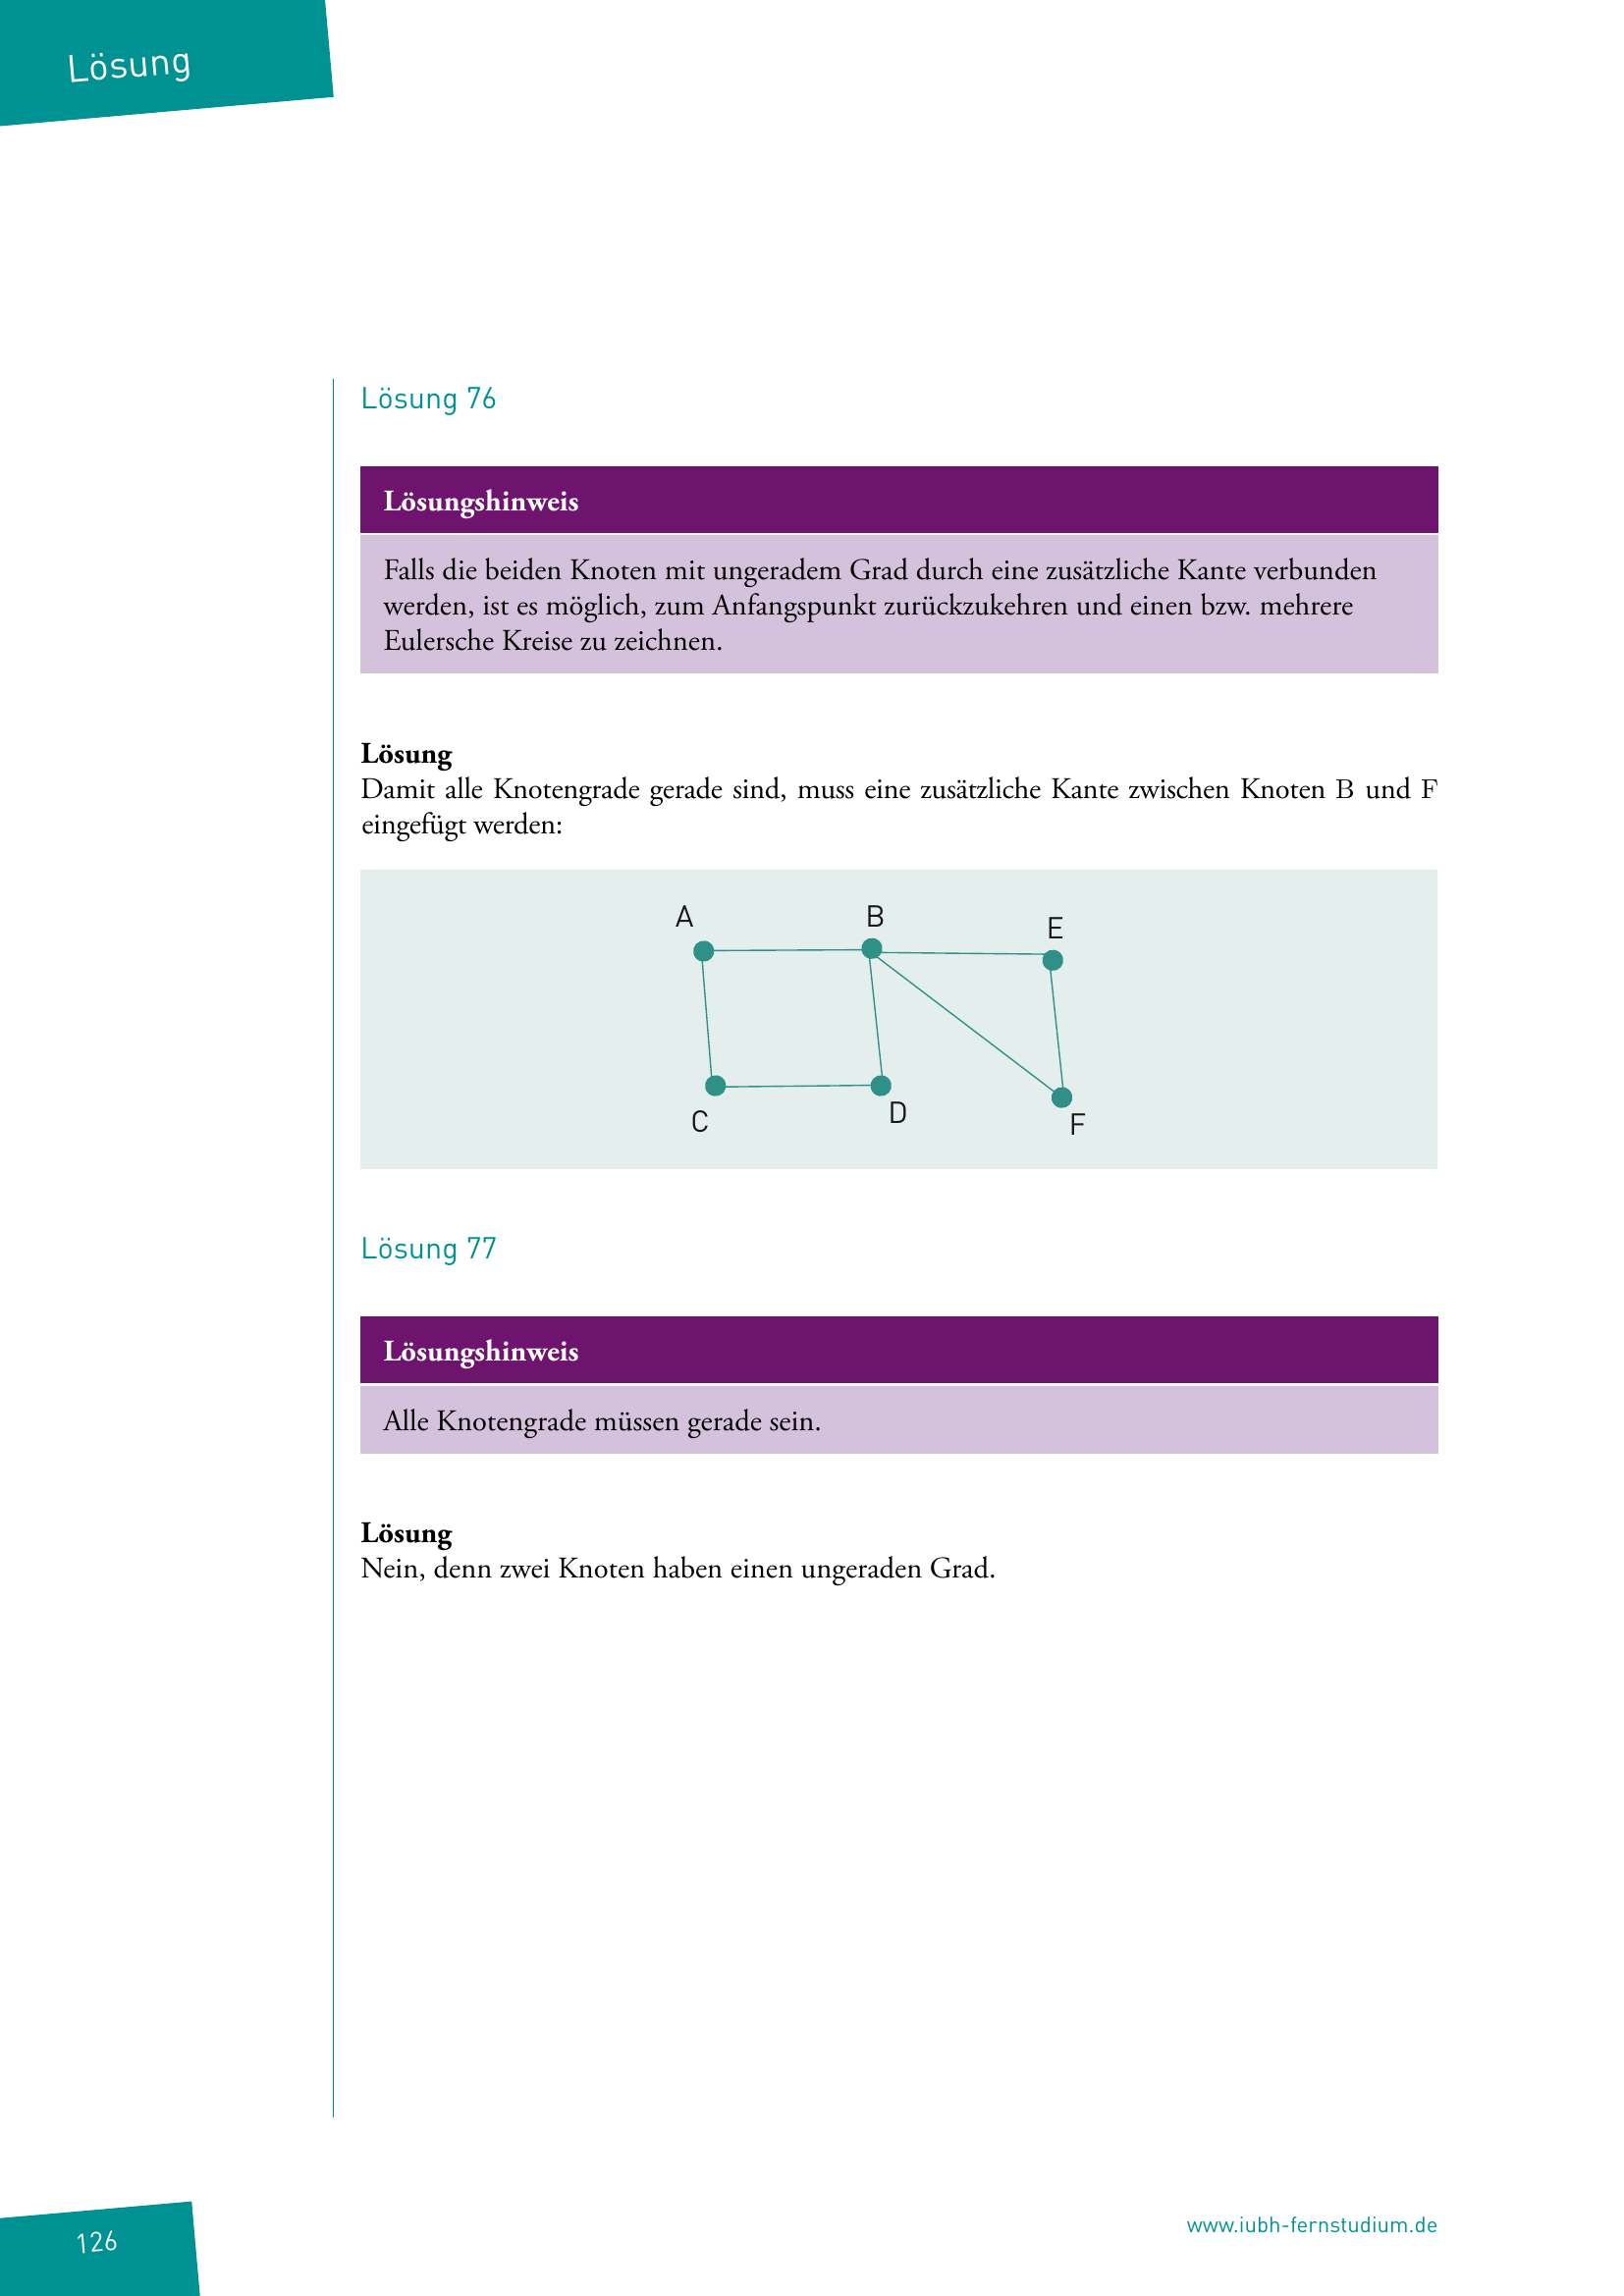 Lösung
Lösung 76
Lösungshinweis
Falls die beiden Knoten mit ungeradem Grad durch eine zusätzliche Kante verbunden
werden, ist es möglich, zum Anfangspunkt zurückzukehren und einen bzw. mehrere
Eulersche Kreise zu zeichnen.
Lösung
Damit alle Knotengrade gerade sind, muss eine zusätzliche Kante zwischen Knoten B und F
eingefügt werden:
A B E
C D F
Lösung 77
Lösungshinweis
Alle Knotengrade müssen gerade sein.
Lösung
Nein, denn zwei Knoten haben einen ungeraden Grad.
126
www.iubh-fernstudium.de